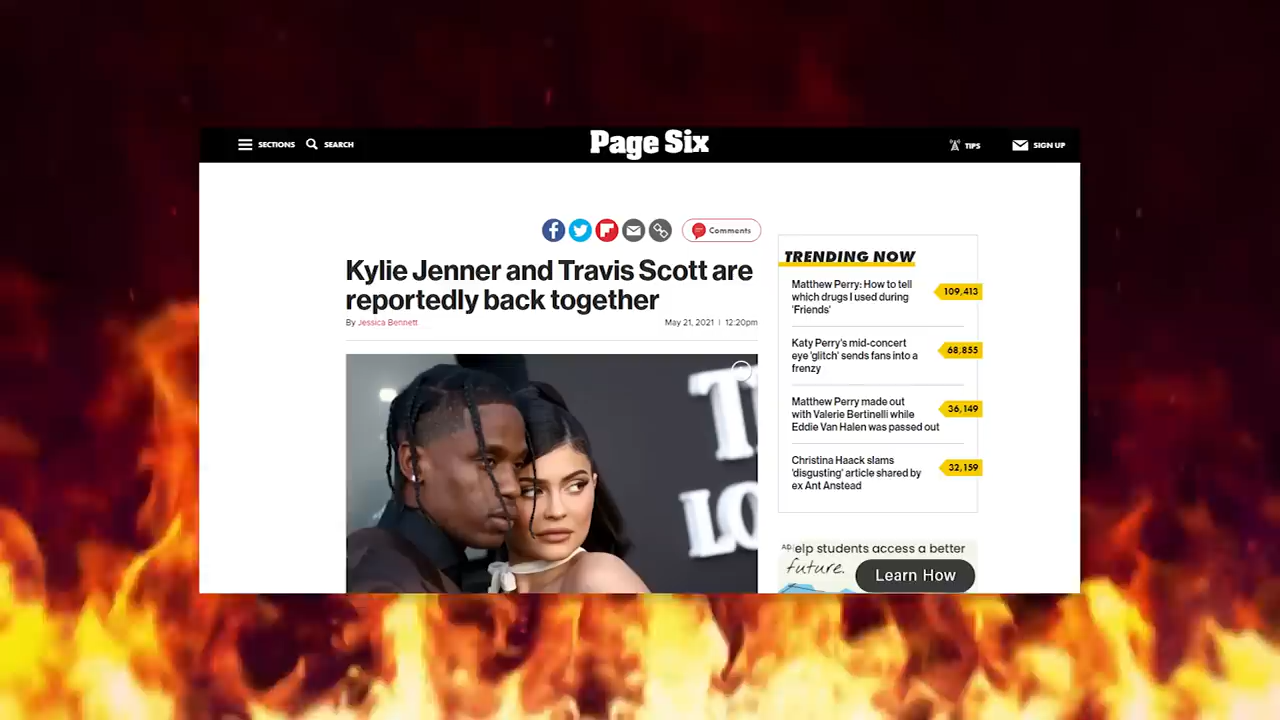 SECTIONS
SEARCH
Page Six
TIPS
SIGN UP
Comments
Kylie Jenner and Travis Scott are
reportedly back together
By Jessica Bennett
May 21, 2021 | 12:20pm
TRENDING NOW
Matthew Perry: How to tell
which drugs I used during
'Friends'
109,413
Katy Perry's mid-concert
eye 'glitch' sends fans into a
frenzy
68,855
Matthew Perry made out
with Valerie Bertinelli while
Eddie Van Halen was passed out
36,149
Christina Haack slams
'disgusting' article shared by
ex Ant Anstead
32,159
AD
elp students access a better
future.
Learn How
LO